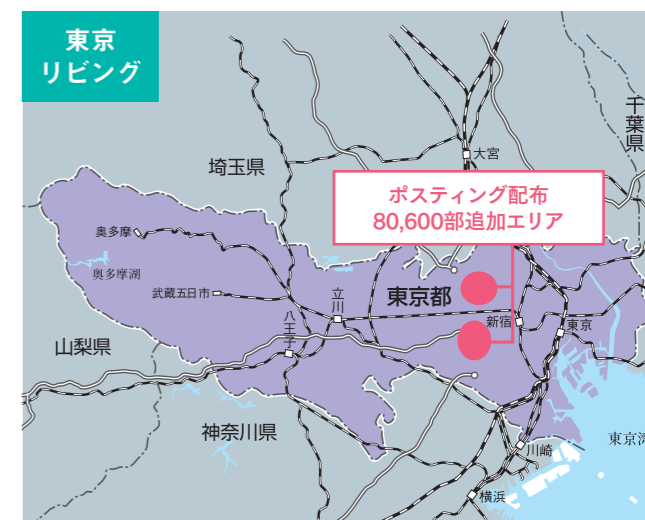 東京
リビング
千葉県
大宮
埼玉県
ポスティング配布
80,600部追加エリア
奥多摩
奥多摩湖
武蔵五日市
立川
東京都
八王子
新宿
東京
山梨県
神奈川県
川崎
東京湾
横浜